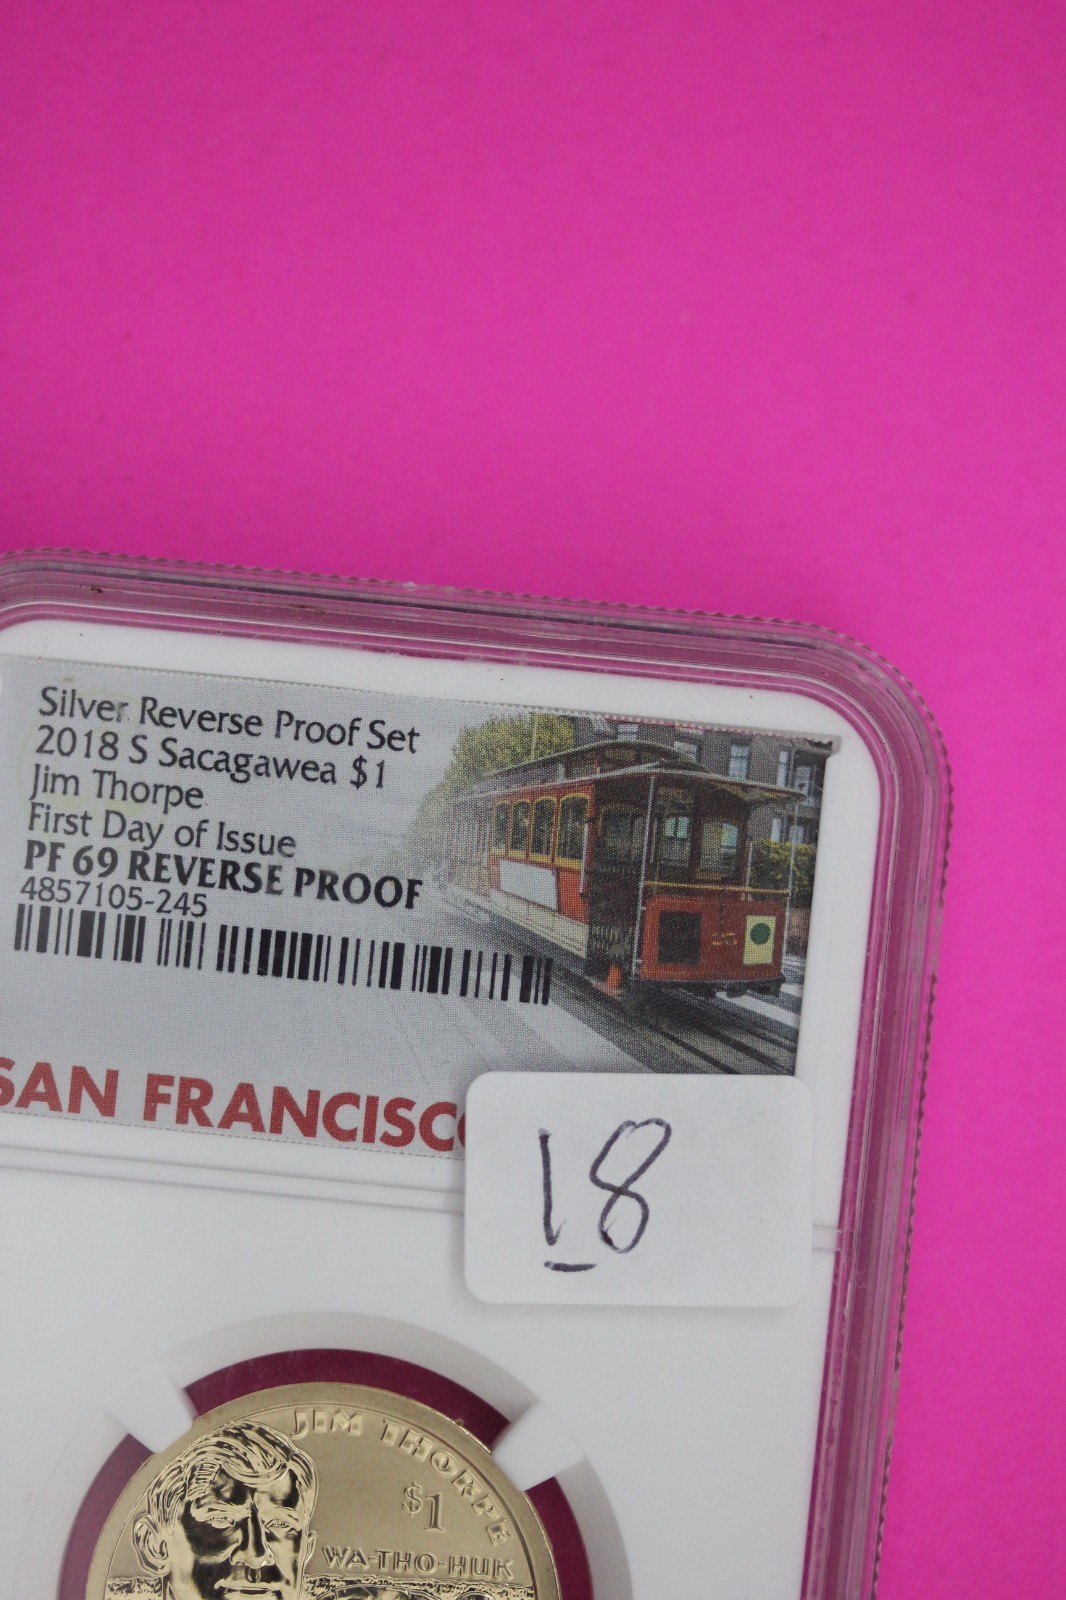 Silver Reverse Proof Set
2018 S Sacagawea $1
Jim Thorpe
First Day of Issue
PF 69 REVERSE PROOF
4857105-245
SAN FRANCISCO
18
JIM THORPE
$1
WA-THO-HUK